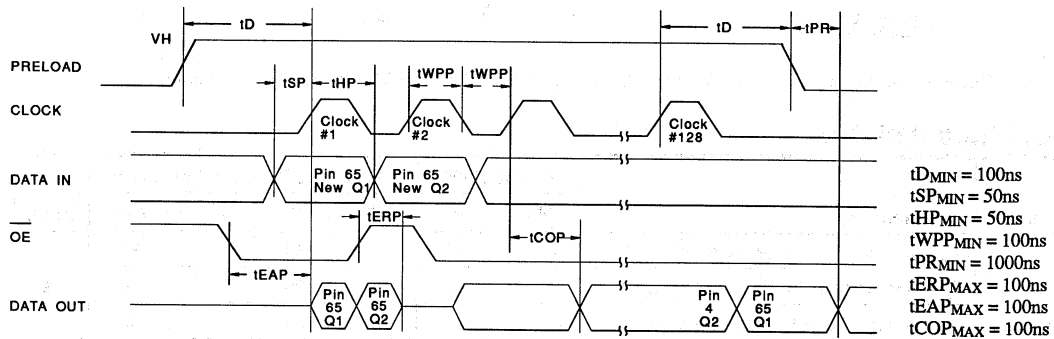 tD
tD
tPR
VH
PRELOAD
tSP
tHP
tWPP
tWPP
CLOCK
Clock #1
Clock #2
Clock #128
DATA IN
Pin 65 New Q1
Pin 65 New Q2
OE
tERP
tCOP
tEAP
DATA OUT
Pin 65 Q1
Pin 65 Q2
Pin 4 Q2
Pin 65 Q1
tDMIN = 100ns
tSPMIN = 50ns
tHPMIN = 50ns
tWPPMIN = 100ns
tPRMIN = 1000ns
tERPMAX = 100ns
tEAPMAX = 100ns
tCOPMAX = 100ns